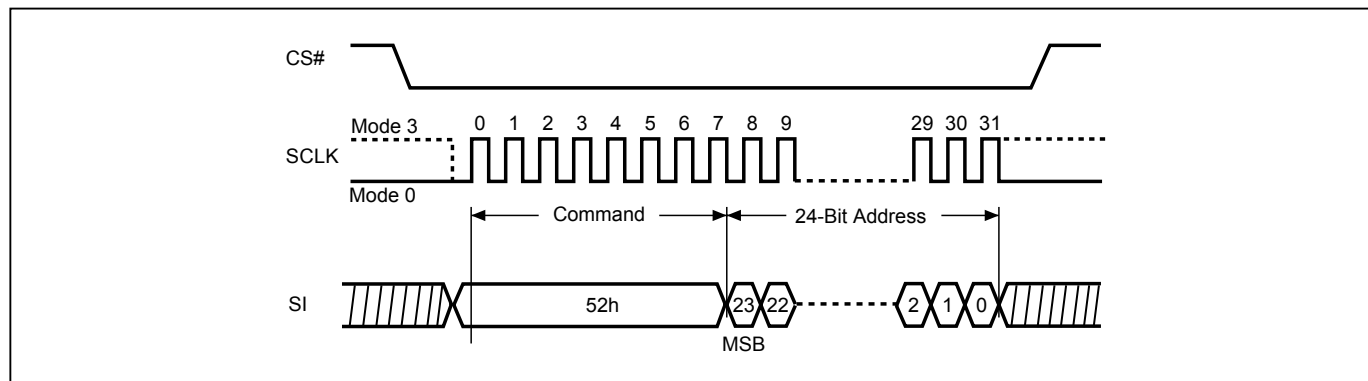 CS#
0 1 2 3 4 5 6 7 8 9 29 30 31
Mode 3
SCLK
Mode 0
Command 24-Bit Address
SI 52h 23 22 2 1 0
MSB